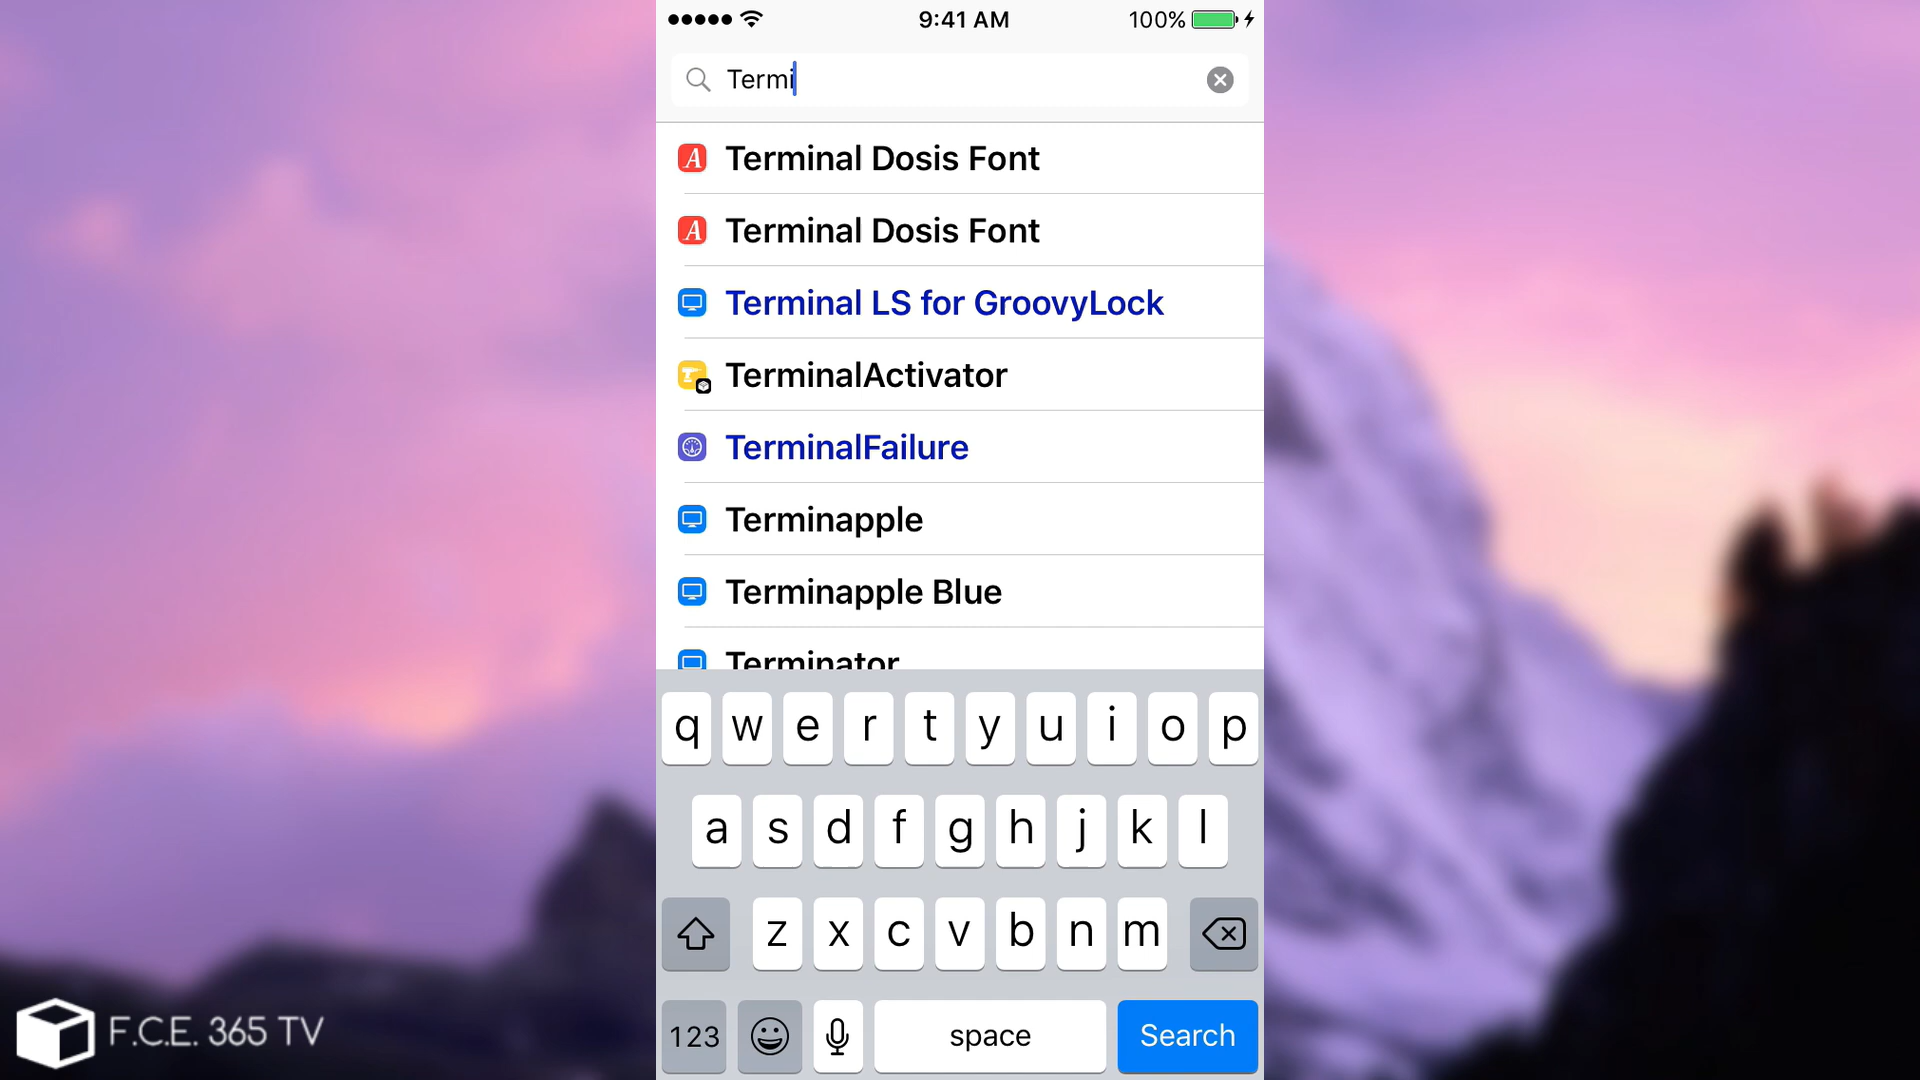 9:41 AM
100%
Termi
Terminal Dosis Font
Terminal Dosis Font
Terminal LS for GroovyLock
TerminalActivator
TerminalFailure
Terminapple
Terminapple Blue
Terminator
q w e r t y u i o p
a s d f g h j k l
z x c v b n m
123 space Search
F.C.E. 365 TV